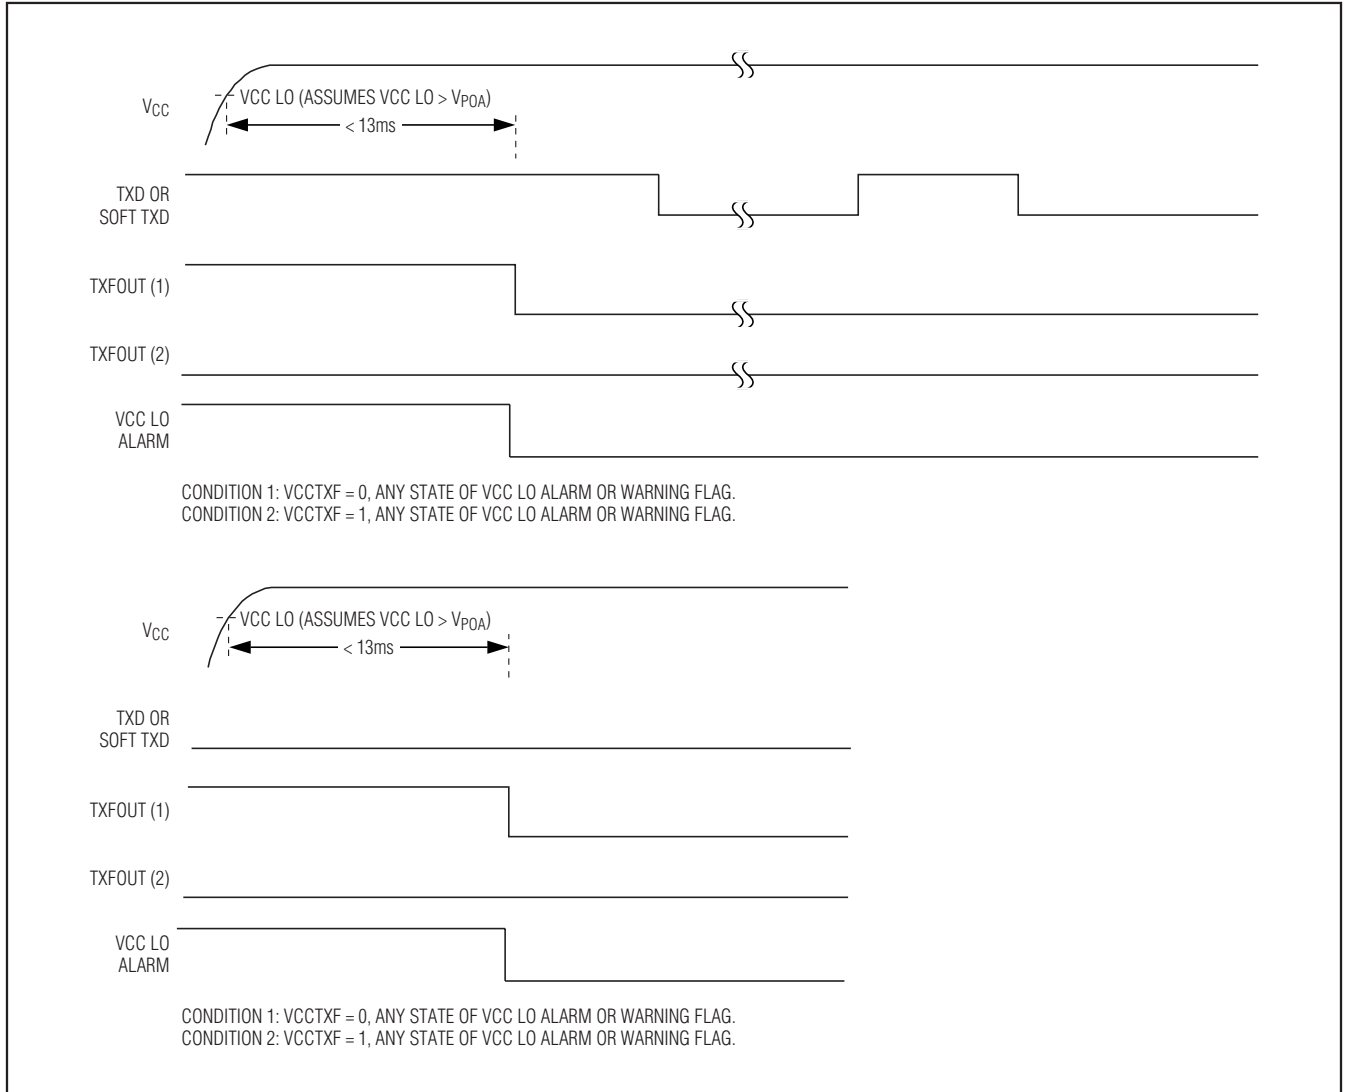 VCC
VCC LO (ASSUMES VCC LO > VPOA)
< 13ms
TXD OR
SOFT TXD
TXFOUT (1)
TXFOUT (2)
VCC LO
ALARM
CONDITION 1: VCCTXF = 0, ANY STATE OF VCC LO ALARM OR WARNING FLAG.
CONDITION 2: VCCTXF = 1, ANY STATE OF VCC LO ALARM OR WARNING FLAG.
VCC
VCC LO (ASSUMES VCC LO > VPOA)
< 13ms
TXD OR
SOFT TXD
TXFOUT (1)
TXFOUT (2)
VCC LO
ALARM
CONDITION 1: VCCTXF = 0, ANY STATE OF VCC LO ALARM OR WARNING FLAG.
CONDITION 2: VCCTXF = 1, ANY STATE OF VCC LO ALARM OR WARNING FLAG.